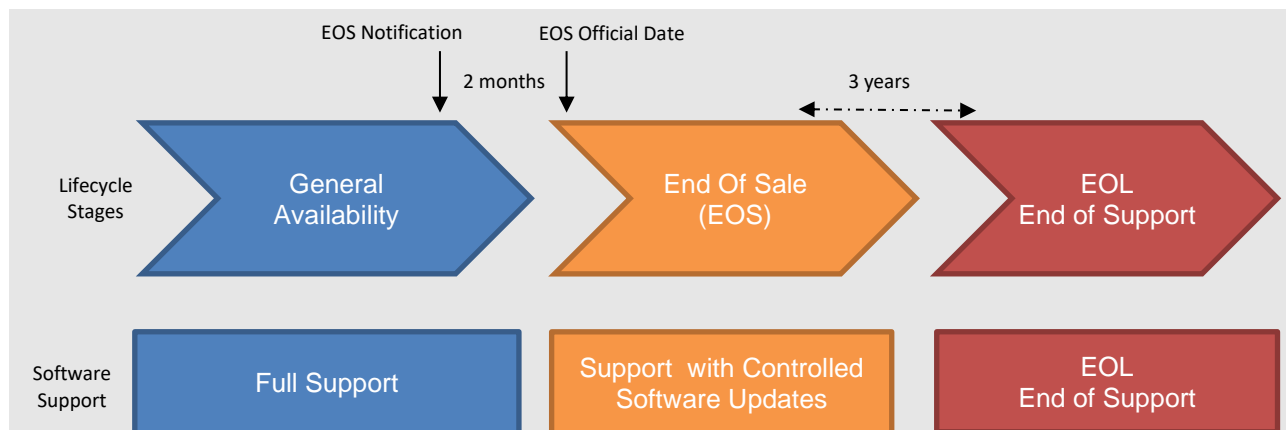 EOS Notification
EOS Official Date
2 months
3 years
Lifecycle
Stages
General
Availability
End Of Sale
(EOS)
EOL
End of Support
Software
Support
Full Support
Support with Controlled
Software Updates
EOL
End of Support